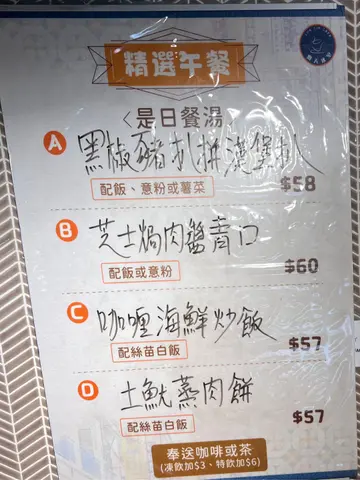 精選午餐
〈是日餐湯〉
A
黑椒豬扒拼漢堡扒
配飯、意粉或薯菜
$58
B
芝士焗肉醬青口
配飯或意粉
$60
C
咖喱海鮮炒飯
配絲苗白飯
$57
D
土魷蒸肉餅
配絲苗白飯
$57
奉送咖啡或茶
(凍飲加$3、特飲加$6)